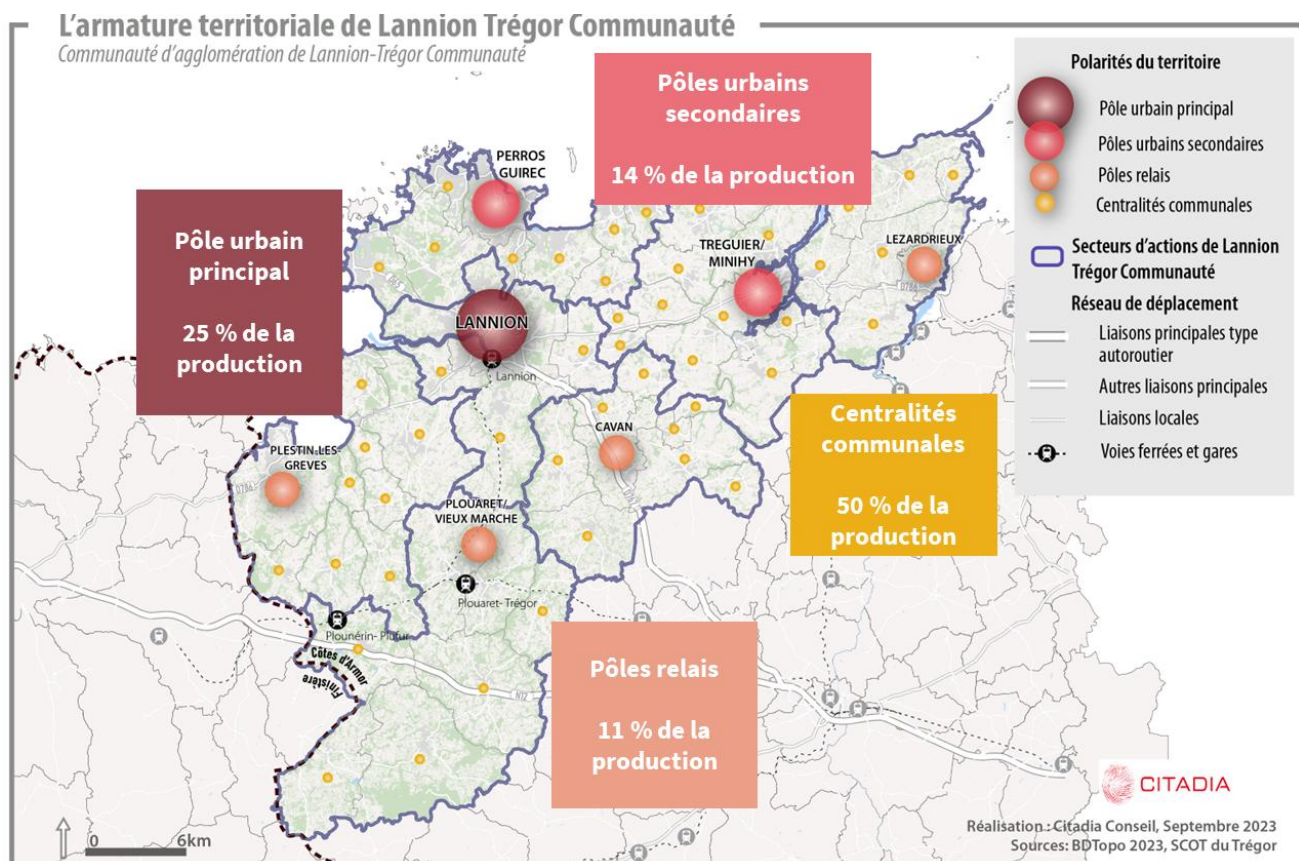 L'armature territoriale de Lannion Trégor Communauté
Communauté d'agglomération de Lannion-Trégor Communauté
Pôles urbains
secondaires
14 % de la production
Pôle urbain
principal
25 % de la
production
Centralités
communales
50 % de la
production
Pôles relais
11 % de la
production
PERROS
GUIREC
TREGUIER/
MINIHY
LEZARDRIEUX
D786
LANNION
Lannion
CAVAN
PLESTIN-LES-
GREVES
D786
PLOUARET/
VIEUX MARCHE
Plouaret-Trégor
Plounérin-Plufur
Côtes d'Armor
Finistère
N12
Polarités du territoire
Pôle urbain principal
Pôles urbains secondaires
Pôles relais
Centralités communales
Secteurs d'actions de Lannion
Trégor Communauté
Réseau de déplacement
Liaisons principales type
autoroutier
Autres liaisons principales
Liaisons locales
Voies ferrées et gares
0 6km
CITADIA
Réalisation : Citadia Conseil, Septembre 2023
Sources: BDTopo 2023, SCOT du Trégor